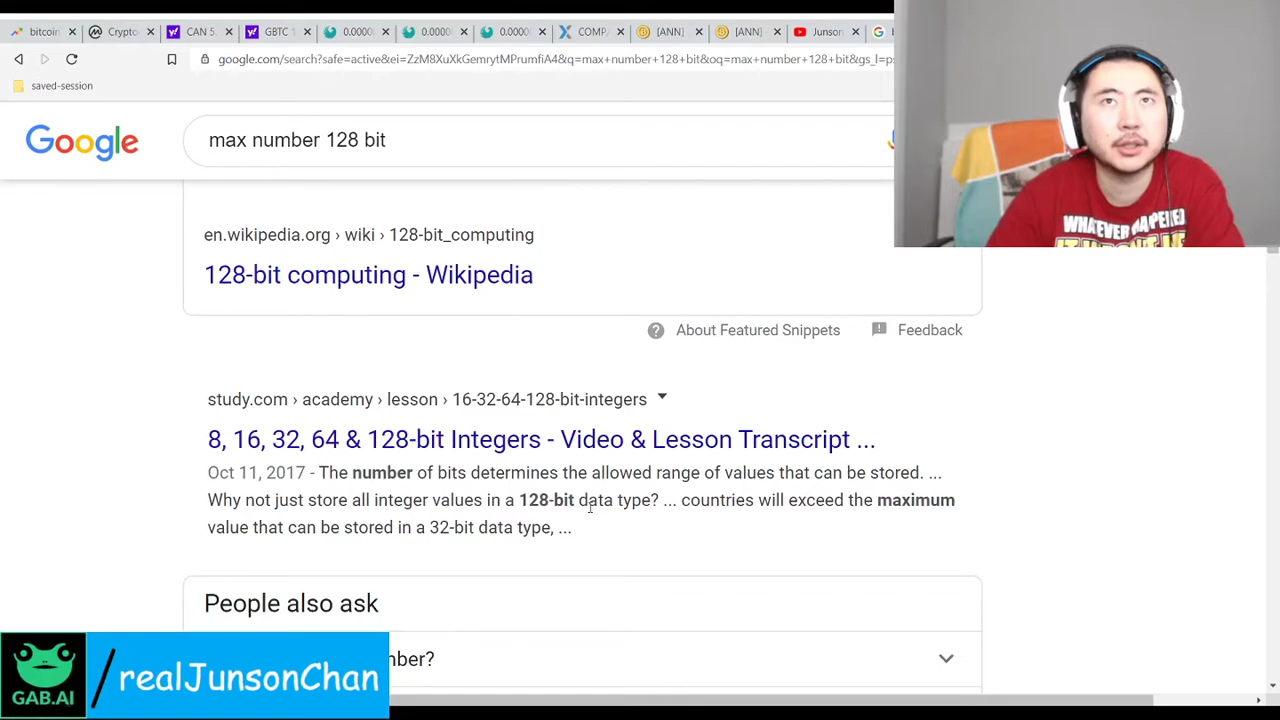 bitcoin
Crypto
CAN 5.
GBTC 1
0.0000
0.0000
0.0000
COMP.
[ANN]
[ANN]
Junson
google.com/search?safe=active&ei=ZzM8XuXkGemrytMPrumfiA4&q=max+number+128+bit&oq=max+number+128+bit&gs_l=ps
saved-session
Google
max number 128 bit
WHATEVER HAPPENED
en.wikipedia.org › wiki › 128-bit_computing
128-bit computing - Wikipedia
About Featured Snippets
Feedback
study.com › academy › lesson › 16-32-64-128-bit-integers
8, 16, 32, 64 & 128-bit Integers - Video & Lesson Transcript ...
Oct 11, 2017 - The number of bits determines the allowed range of values that can be stored. ...
Why not just store all integer values in a 128-bit data type? ... countries will exceed the maximum
value that can be stored in a 32-bit data type, ...
People also ask
nber?
GAB.AI
/realJunsonChan